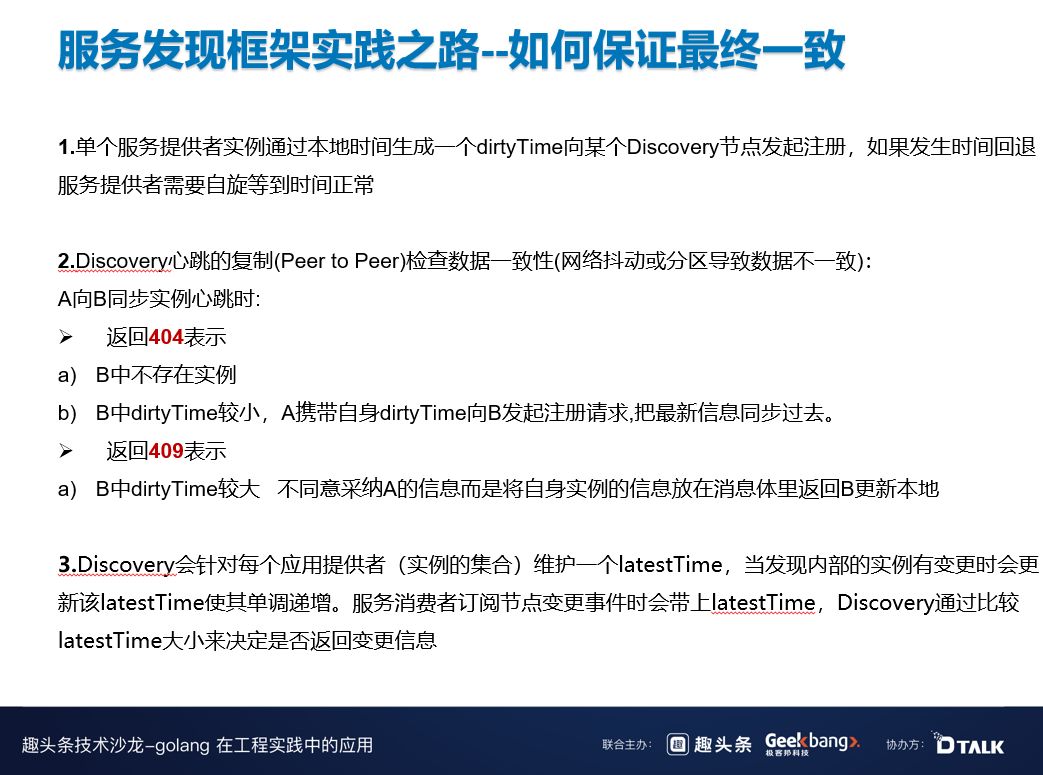 服务发现框架实践之路--如何保证最终一致
1.单个服务提供者实例通过本地时间生成一个dirtyTime向某个Discovery节点发起注册，如果发生时间回退
服务提供者需要自旋等到时间正常
2.Discovery心跳的复制(Peer to Peer)检查数据一致性(网络抖动或分区导致数据不一致)：
A向B同步实例心跳时:
➢ 返回404表示
a) B中不存在实例
b) B中dirtyTime较小，A携带自身dirtyTime向B发起注册请求,把最新信息同步过去。
➢ 返回409表示
a) B中dirtyTime较大 不同意采纳A的信息而是将自身实例的信息放在消息体里返回B更新本地
3.Discovery会针对每个应用提供者（实例的集合）维护一个latestTime，当发现内部的实例有变更时会更
新该latestTime使其单调递增。服务消费者订阅节点变更事件时会带上latestTime，Discovery通过比较
latestTime大小来决定是否返回变更信息
趣头条技术沙龙–golang 在工程实践中的应用
联合主办： 趣 趣头条 Geekbang>. 极客邦科技 协办方： DTALK